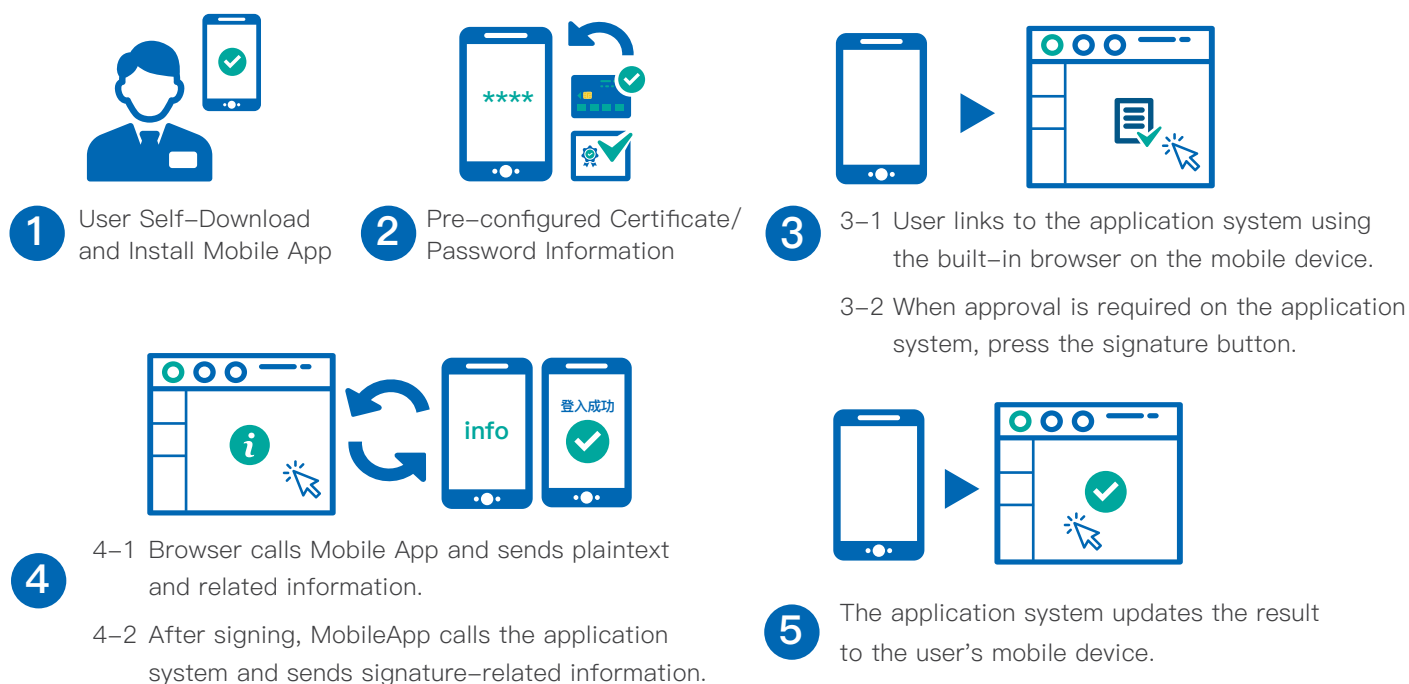 ****
1
User Self-Download
and Install Mobile App
2
Pre-configured Certificate/
Password Information
3
3-1 User links to the application system using
the built-in browser on the mobile device.
3-2 When approval is required on the application
system, press the signature button.
i
info
登入成功
4
4-1 Browser calls Mobile App and sends plaintext
and related information.
4-2 After signing, MobileApp calls the application
system and sends signature-related information.
5
The application system updates the result
to the user's mobile device.